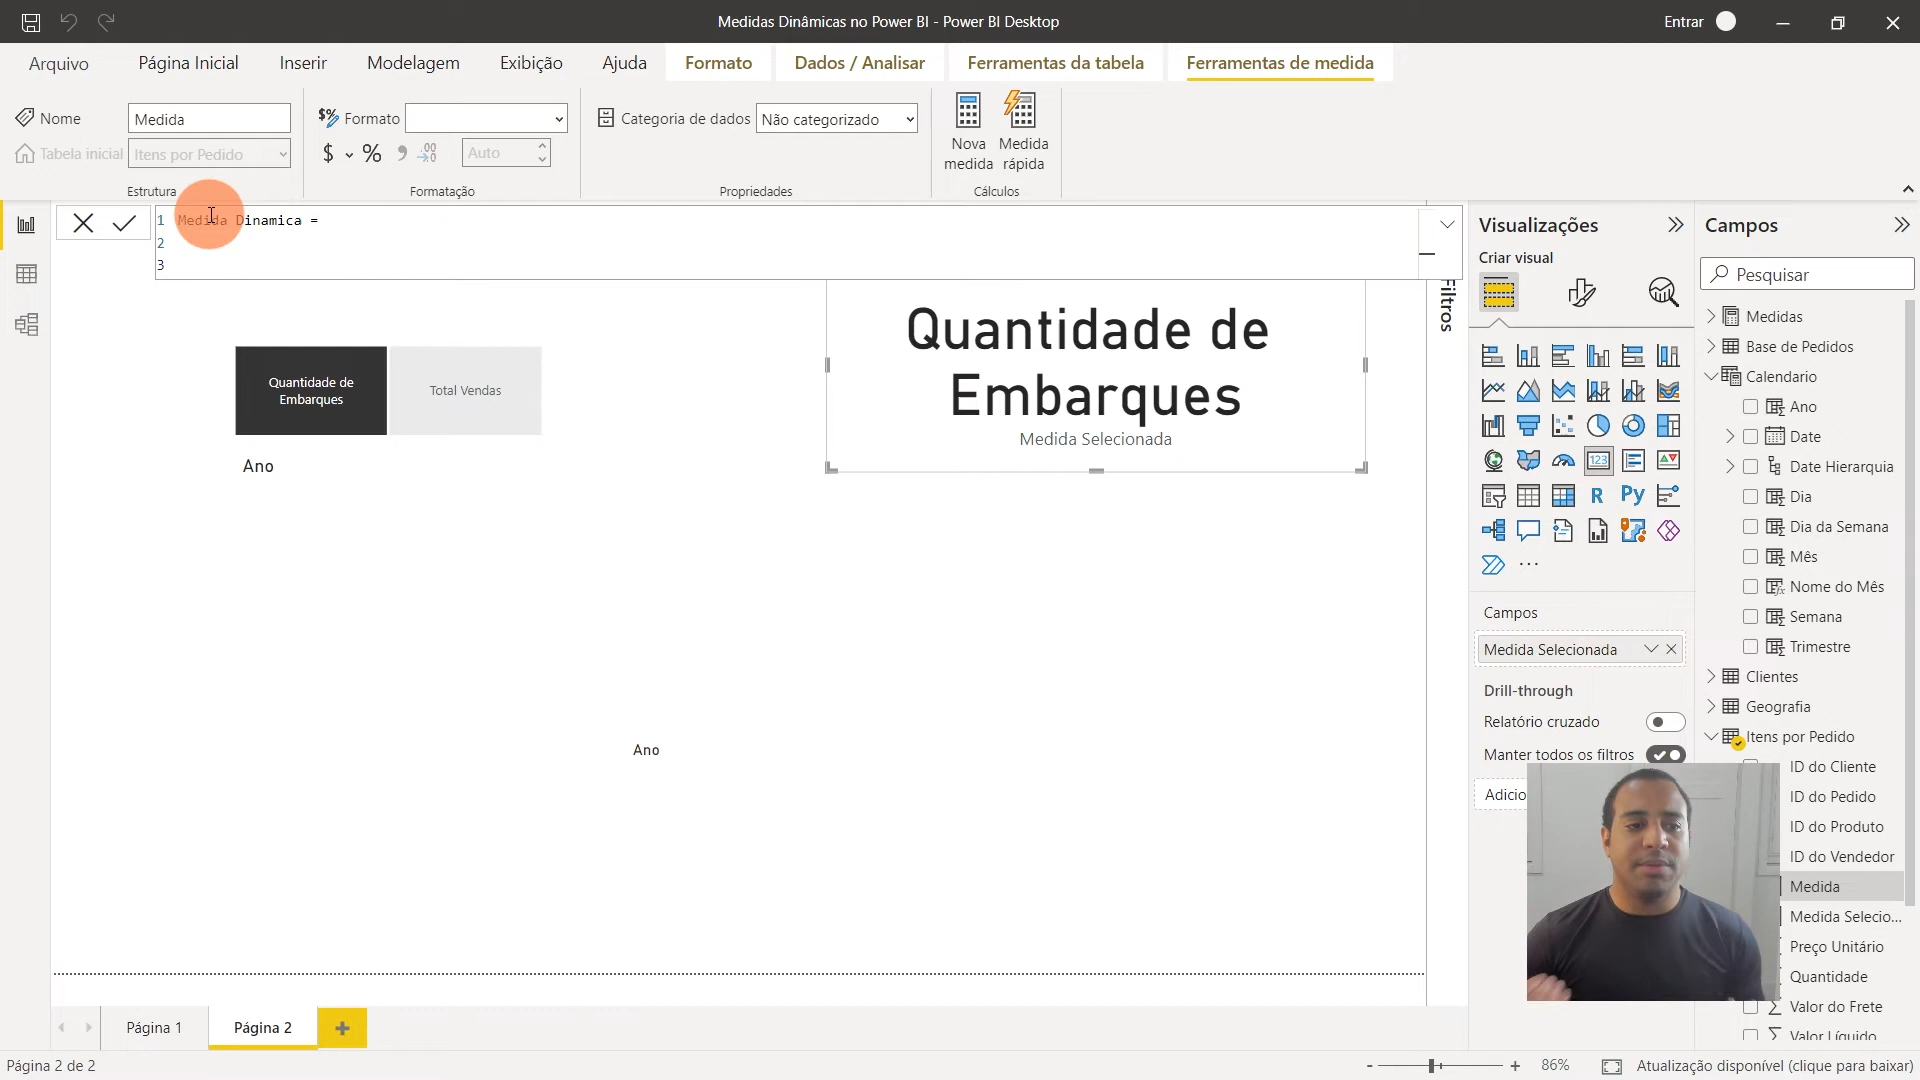 Medidas Dinâmicas no Power BI - Power BI Desktop
Entrar
Arquivo
Página Inicial
Inserir
Modelagem
Exibição
Ajuda
Formato
Dados / Analisar
Ferramentas da tabela
Ferramentas de medida
Nome
Medida
Formato
Categoria de dados
Não categorizado
Tabela inicial
Itens por Pedido
$
%
Auto
Nova medida
Medida rápida
Estrutura
Formatação
Propriedades
Cálculos
1 Medida Dinamica =
2
3
Quantidade de
Embarques
Total Vendas
Ano
Quantidade de
Embarques
Medida Selecionada
Ano
Filtros
Visualizações
Criar visual
123
R
Py
...
Campos
Medida Selecionada
Drill-through
Relatório cruzado
Manter todos os filtros
Adicio
Campos
Pesquisar
Medidas
Base de Pedidos
Calendario
Ano
Date
Date Hierarquia
Dia
Dia da Semana
Mês
Nome do Mês
Semana
Trimestre
Clientes
Geografia
Itens por Pedido
ID do Cliente
ID do Pedido
ID do Produto
ID do Vendedor
Medida
Medida Selecio...
Preço Unitário
Quantidade
Valor do Frete
Valor Líquido
Página 1
Página 2
Página 2 de 2
- + 86%
Atualização disponível (clique para baixar)